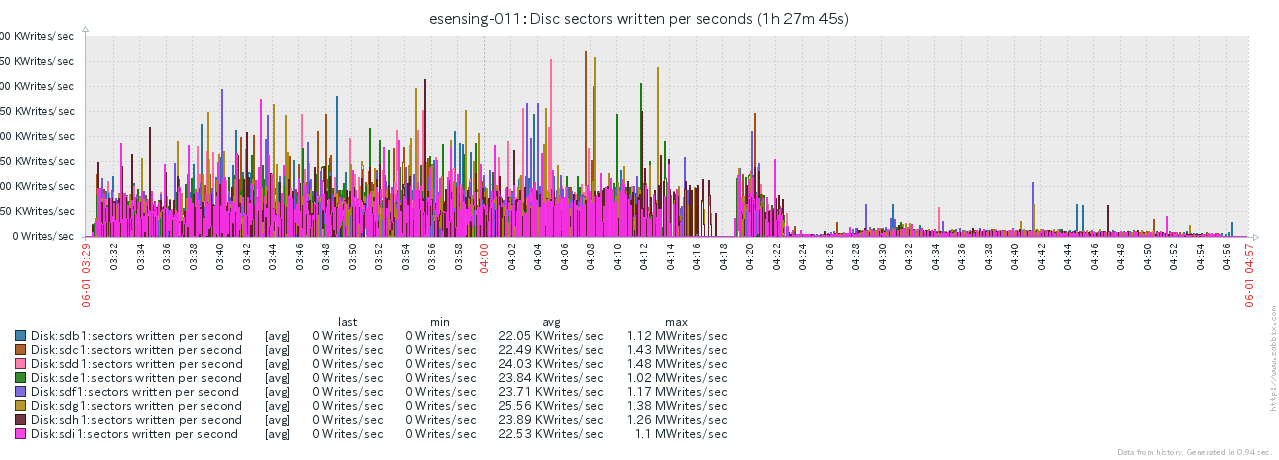 esensing-011: Disc sectors written per seconds (1h 27m 45s)
00 KWrites/sec
50 KWrites/sec
00 KWrites/sec
50 KWrites/sec
00 KWrites/sec
50 KWrites/sec
00 KWrites/sec
50 KWrites/sec
0 Writes/sec
06-01 03:29 03:32 03:34 03:36 03:38 03:40 03:42 03:44 03:46 03:48 03:50 03:52 03:54 03:56 03:58 04:00 04:02 04:04 04:06 04:08 04:10 04:12 04:14 04:16 04:18 04:20 04:22 04:24 04:26 04:28 04:30 04:32 04:34 04:36 04:38 04:40 04:42 04:44 04:46 04:48 04:50 04:52 04:54 04:56 06-01 04:57
last min avg max
Disk:sdb1:sectors written per second [avg] 0 Writes/sec 0 Writes/sec 22.05 KWrites/sec 1.12 MWrites/sec
Disk:sdc1:sectors written per second [avg] 0 Writes/sec 0 Writes/sec 22.49 KWrites/sec 1.43 MWrites/sec
Disk:sdd1:sectors written per second [avg] 0 Writes/sec 0 Writes/sec 24.03 KWrites/sec 1.48 MWrites/sec
Disk:sde1:sectors written per second [avg] 0 Writes/sec 0 Writes/sec 23.84 KWrites/sec 1.02 MWrites/sec
Disk:sdf1:sectors written per second [avg] 0 Writes/sec 0 Writes/sec 23.71 KWrites/sec 1.17 MWrites/sec
Disk:sdg1:sectors written per second [avg] 0 Writes/sec 0 Writes/sec 25.56 KWrites/sec 1.38 MWrites/sec
Disk:sdh1:sectors written per second [avg] 0 Writes/sec 0 Writes/sec 23.89 KWrites/sec 1.26 MWrites/sec
Disk:sdi1:sectors written per second [avg] 0 Writes/sec 0 Writes/sec 22.53 KWrites/sec 1.1 MWrites/sec
http://www.zabbix.com
Data from history. Generated in 0.94 sec.